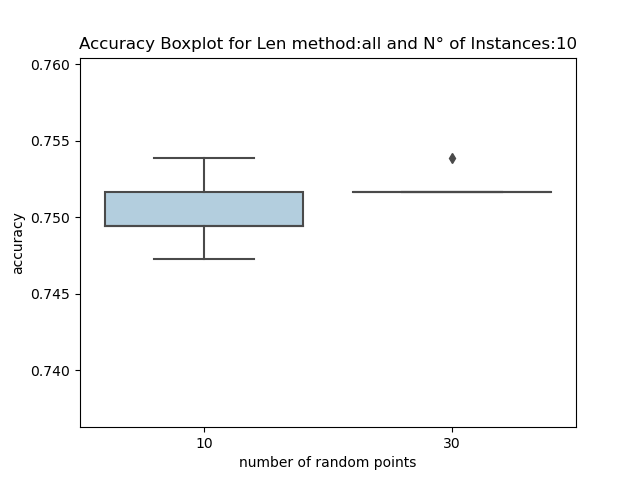 Accuracy Boxplot for Len method:all and N° of Instances:10
0.760
0.755
0.750
0.745
0.740
accuracy
10
30
number of random points